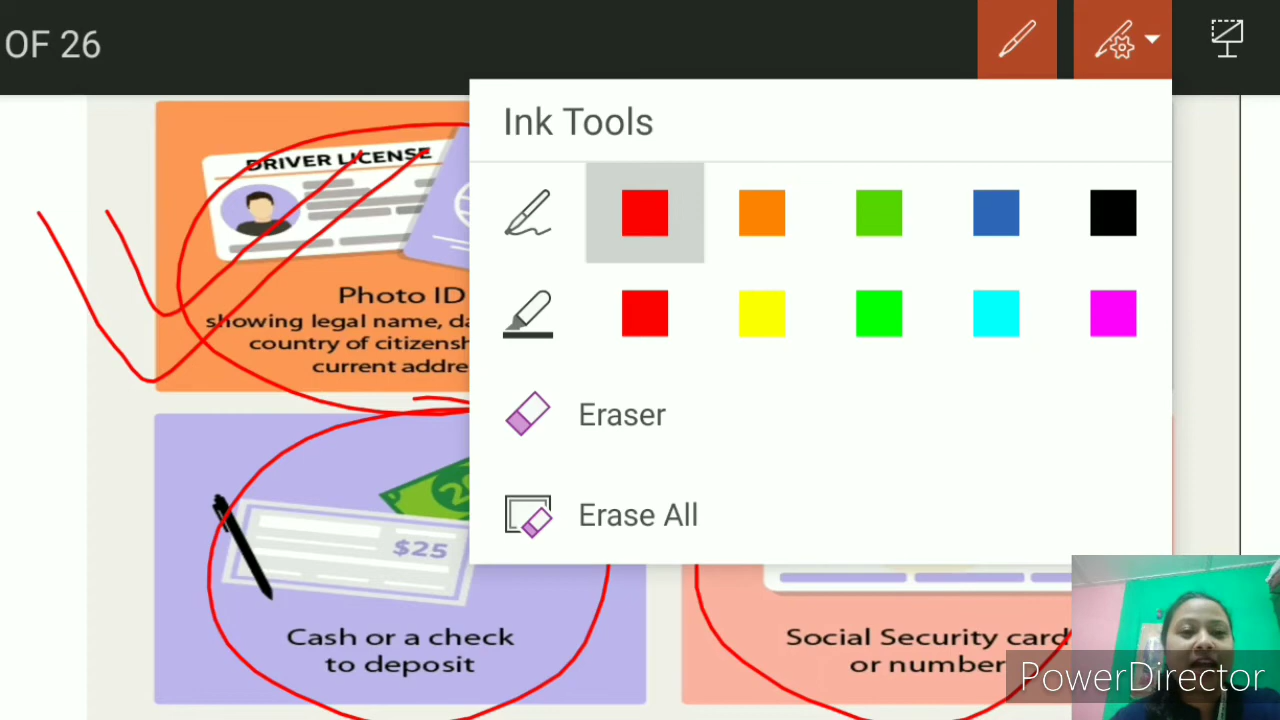 OF 26
Ink Tools
DRIVER LICENSE
Photo ID
showing legal name, da
country of citizensh
current addre
Eraser
Erase All
$25
Cash or a check
to deposit
Social Security card
or number
PowerDirector